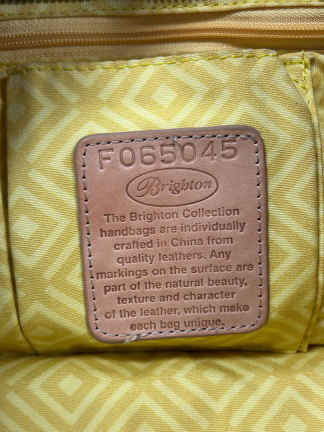 F065045
Brighton
The Brighton Collection
handbags are individually
crafted in China from
quality leathers. Any
markings on the surface are
part of the natural beauty,
texture and character
of the leather, which make
each bag unique.